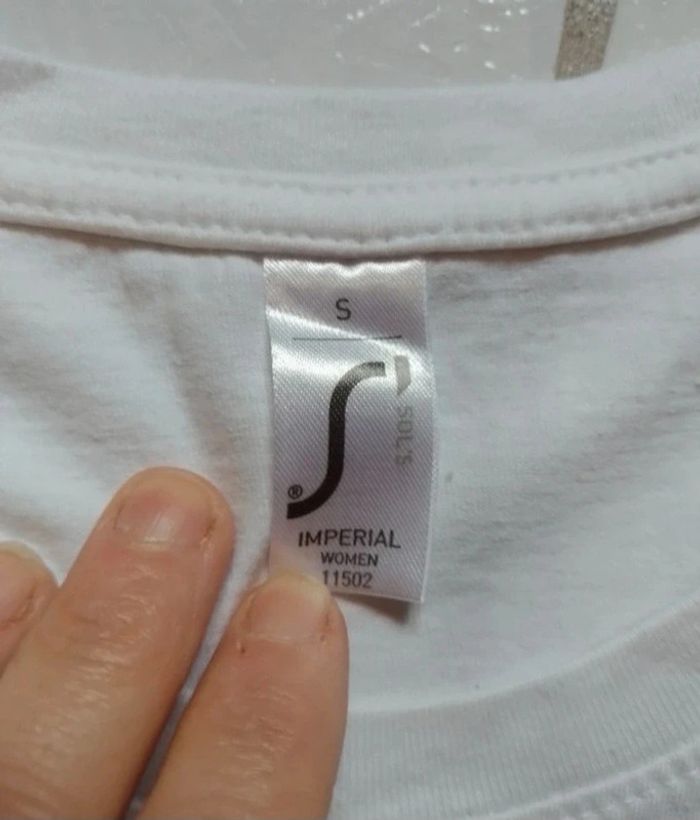 S
SOL'S
®
IMPERIAL
WOMEN
11502